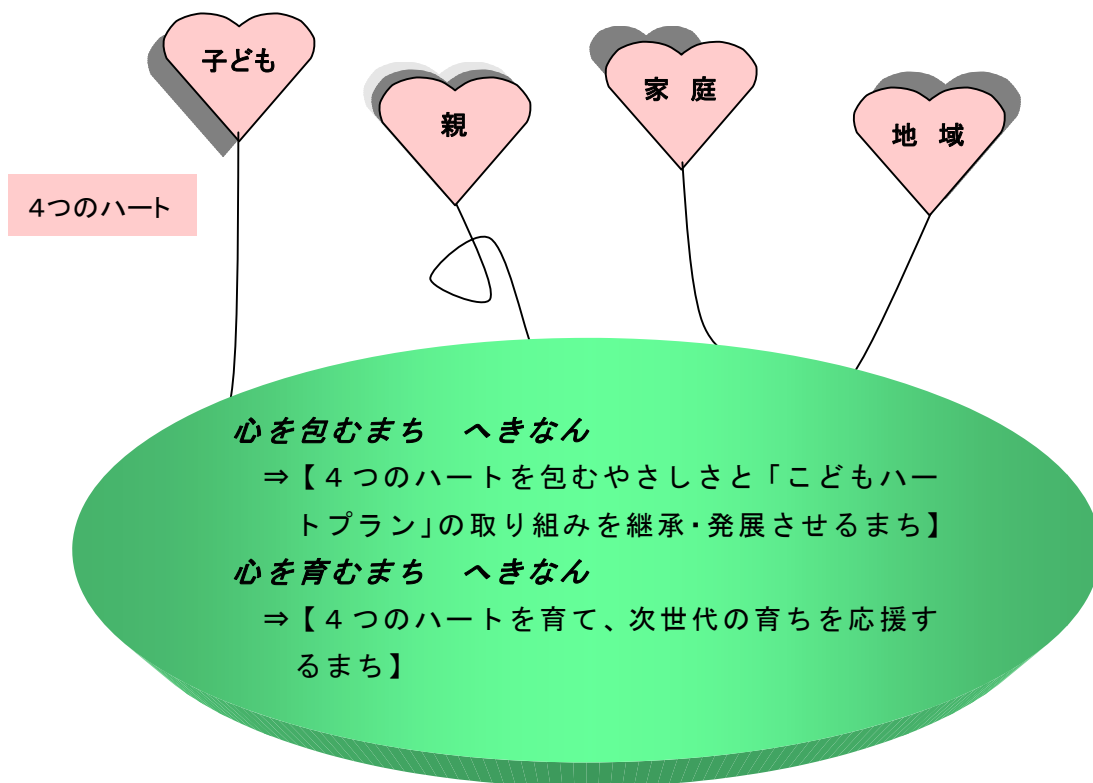 子ども
親
家　庭
地　域
４つのハート
心を包むまち　へきなん
⇒【４つのハートを包むやさしさと「こどもハー
トプラン」の取り組みを継承・発展させるまち】
心を育むまち　へきなん
⇒【４つのハートを育て、次世代の育ちを応援す
るまち】